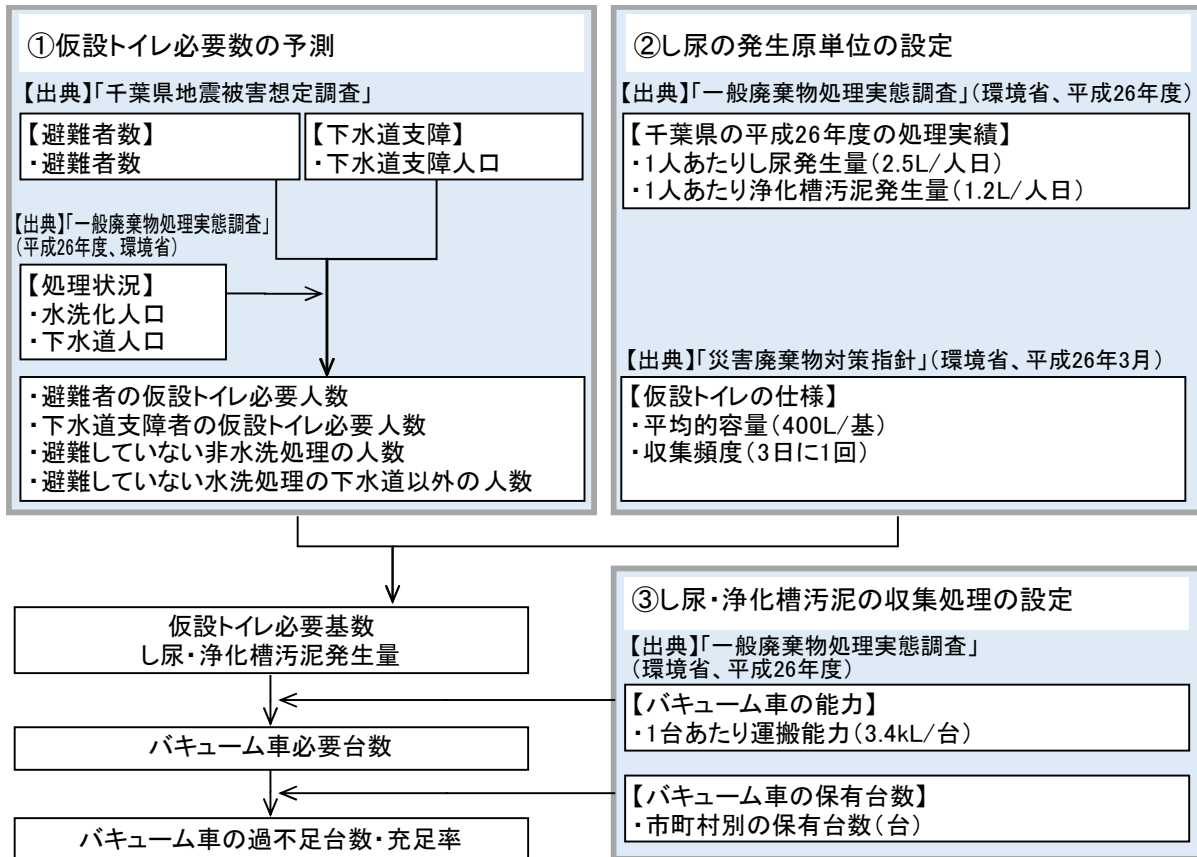 ①仮設トイレ必要数の予測
【出典】「千葉県地震被害想定調査」
【避難者数】
・避難者数
【下水道支障】
・下水道支障人口
【出典】「一般廃棄物処理実態調査」
(平成26年度、環境省)
【処理状況】
・水洗化人口
・下水道人口
・避難者の仮設トイレ必要人数
・下水道支障者の仮設トイレ必要人数
・避難していない非水洗処理の人数
・避難していない水洗処理の下水道以外の人数
②し尿の発生原単位の設定
【出典】「一般廃棄物処理実態調査」(環境省、平成26年度)
【千葉県の平成26年度の処理実績】
・1人あたりし尿発生量(2.5L/人日)
・1人あたり浄化槽汚泥発生量(1.2L/人日)
【出典】「災害廃棄物対策指針」(環境省、平成26年3月)
【仮設トイレの仕様】
・平均的容量(400L/基)
・収集頻度(3日に1回)
仮設トイレ必要基数
し尿・浄化槽汚泥発生量
バキューム車必要台数
バキューム車の過不足台数・充足率
③し尿・浄化槽汚泥の収集処理の設定
【出典】「一般廃棄物処理実態調査」
(環境省、平成26年度)
【バキューム車の能力】
・1台あたり運搬能力(3.4kL/台)
【バキューム車の保有台数】
・市町村別の保有台数(台)